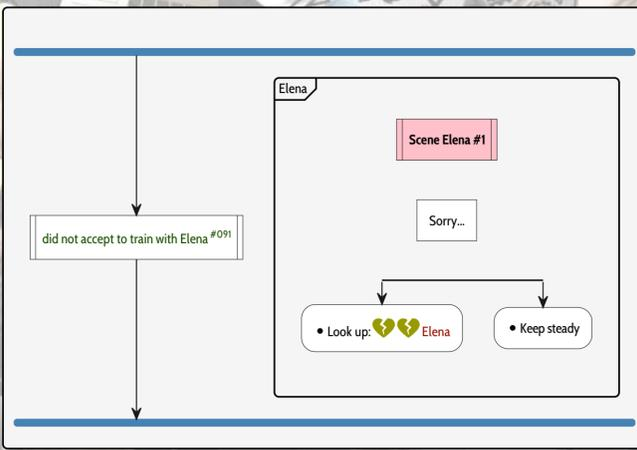 Elena
Scene Elena #1
Sorry...
did not accept to train with Elena #091
• Look up: 💔💔 Elena
• Keep steady